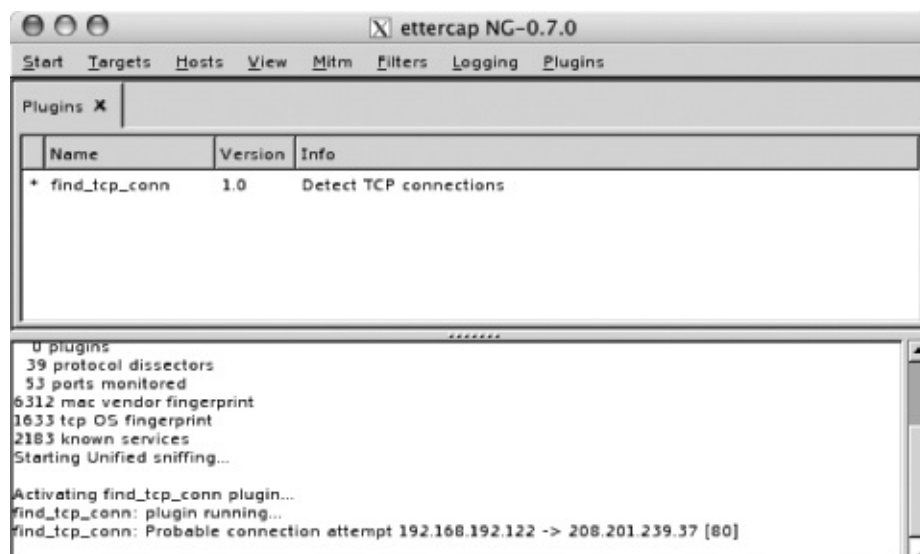 ettercap NG-0.7.0
Start Targets Hosts View Mitm Filters Logging Plugins
Plugins X
Name Version Info
* find_tcp_conn 1.0 Detect TCP connections
0 plugins
39 protocol dissectors
53 ports monitored
6312 mac vendor fingerprint
1633 tcp OS fingerprint
2183 known services
Starting Unified sniffing...
Activating find_tcp_conn plugin...
find_tcp_conn: plugin running...
find_tcp_conn: Probable connection attempt 192.168.192.122 -> 208.201.239.37 [80]